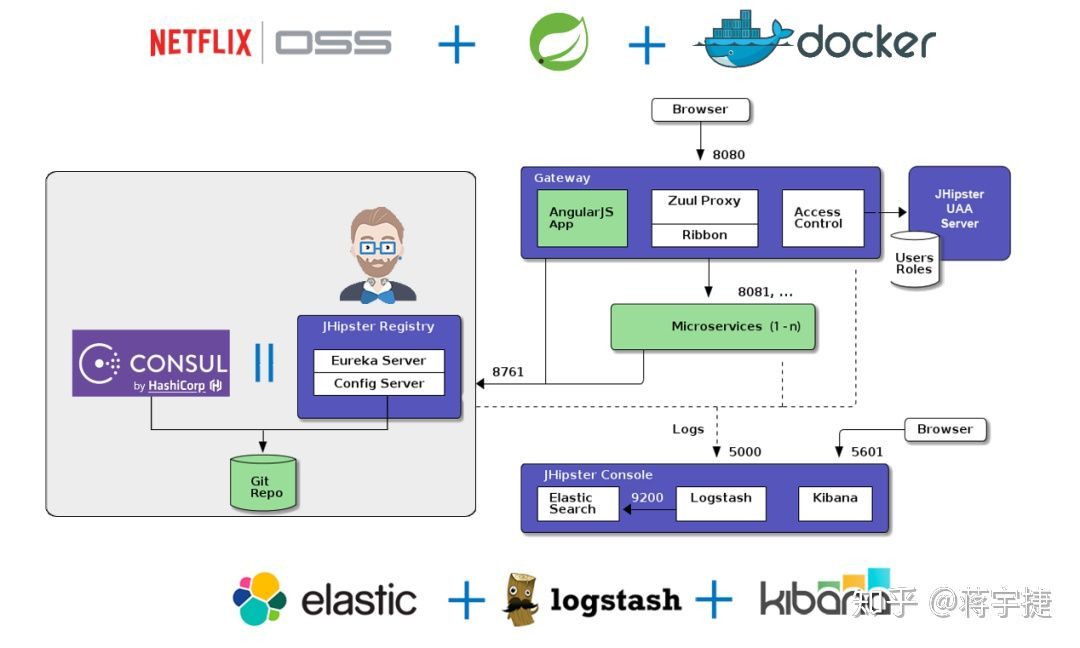 NETFLIX OSS + + docker
Browser
8080
Gateway
AngularJS
App
Zuul Proxy
Ribbon
Access
Control
JHipster
UAA
Server
Users
Roles
8081, ...
Microservices (1-n)
JHipster Registry
Eureka Server
Config Server
CONSUL
by HashiCorp
8761
Git
Repo
Logs
5000
Browser
5601
JHipster Console
Elastic
Search
9200
Logstash
Kibana
elastic + logstash + kibana
知乎 @蒋宇捷